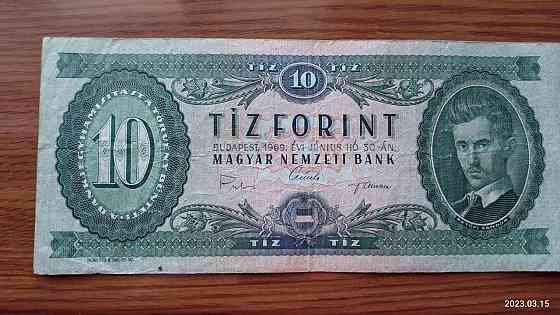 TÍZ 10 TÍZ
TÍZ FORINT
BUDAPEST, 1969. ÉVI JÚNIUS HÓ 30-ÁN.
MAGYAR NEMZETI BANK
10
TÍZ TÍZ
2023.03.15